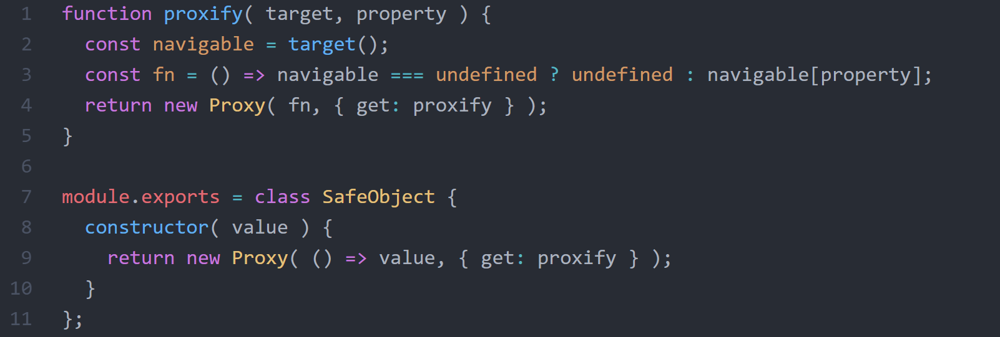 1 function proxify( target, property ) {
2 const navigable = target();
3 const fn = () => navigable === undefined ? undefined : navigable[property];
4 return new Proxy( fn, { get: proxify } );
5 }
6
7 module.exports = class SafeObject {
8 constructor( value ) {
9 return new Proxy( () => value, { get: proxify } );
10 }
11 };